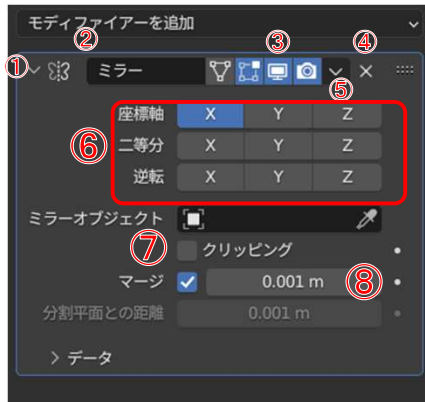 モディファイアーを追加
② ③ ④
① ミラー
⑤
座標軸 X Y Z
⑥ 二等分 X Y Z
逆転 X Y Z
ミラーオブジェクト
⑦ クリッピング
マージ 0.001 m ⑧
分割平面との距離 0.001 m
データ